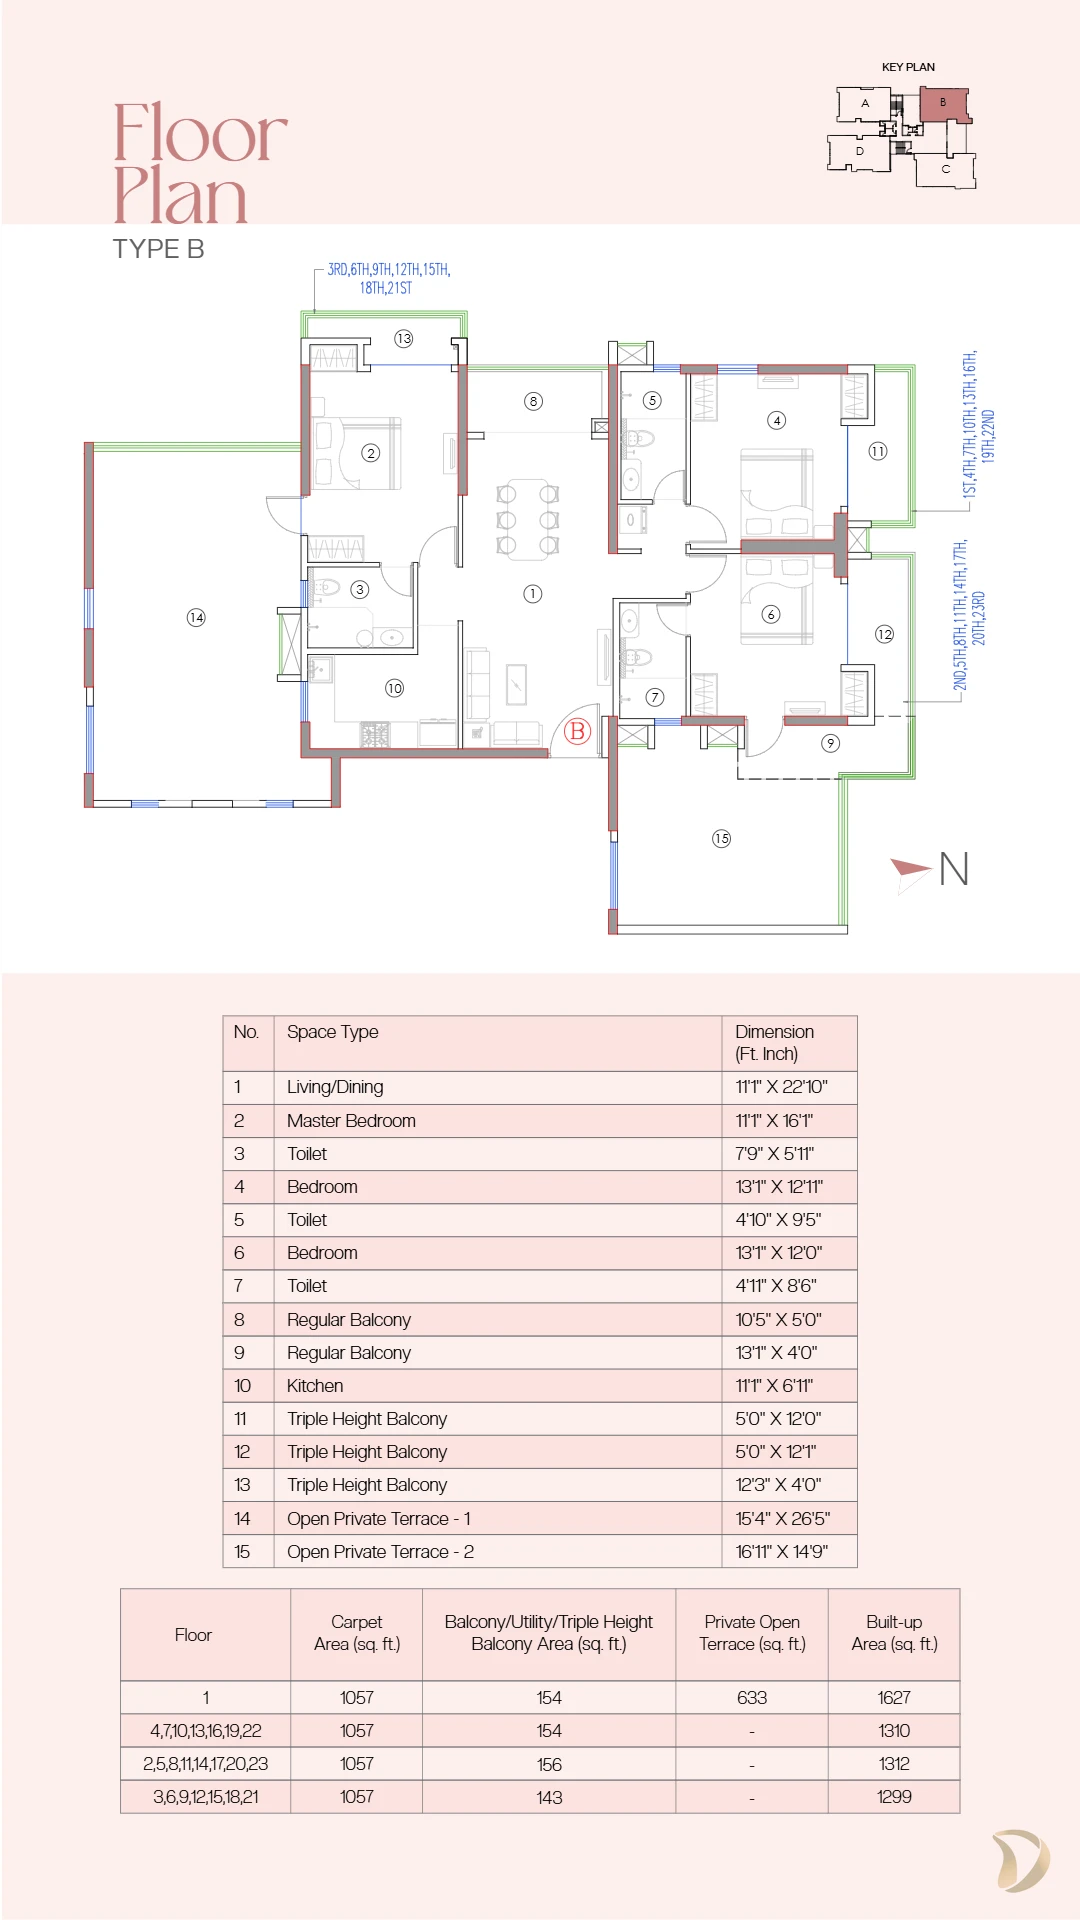 KEY PLAN
A
B
D
C
Floor
Plan
TYPE B
3RD,6TH,9TH,12TH,15TH,
18TH,21ST
13
8
5
4
2
11
1ST,4TH,7TH,10TH,13TH,16TH,
19TH,22ND
3
1
14
6
12
2ND,5TH,8TH,11TH,14TH,17TH,
20TH,23RD
10
7
B
9
15
N
No. Space Type Dimension
(Ft. Inch)
1 Living/Dining 11'1" X 22'10"
2 Master Bedroom 11'1" X 16'1"
3 Toilet 7'9" X 5'11"
4 Bedroom 13'1" X 12'11"
5 Toilet 4'10" X 9'5"
6 Bedroom 13'1" X 12'0"
7 Toilet 4'11" X 8'6"
8 Regular Balcony 10'5" X 5'0"
9 Regular Balcony 13'1" X 4'0"
10 Kitchen 11'1" X 6'11"
11 Triple Height Balcony 5'0" X 12'0"
12 Triple Height Balcony 5'0" X 12'1"
13 Triple Height Balcony 12'3" X 4'0"
14 Open Private Terrace - 1 15'4" X 26'5"
15 Open Private Terrace - 2 16'11" X 14'9"
Floor Carpet Area (sq. ft.) Balcony/Utility/Triple Height Balcony Area (sq. ft.) Private Open Terrace (sq. ft.) Built-up Area (sq. ft.)
1 1057 154 633 1627
4,7,10,13,16,19,22 1057 154 - 1310
2,5,8,11,14,17,20,23 1057 156 - 1312
3,6,9,12,15,18,21 1057 143 - 1299